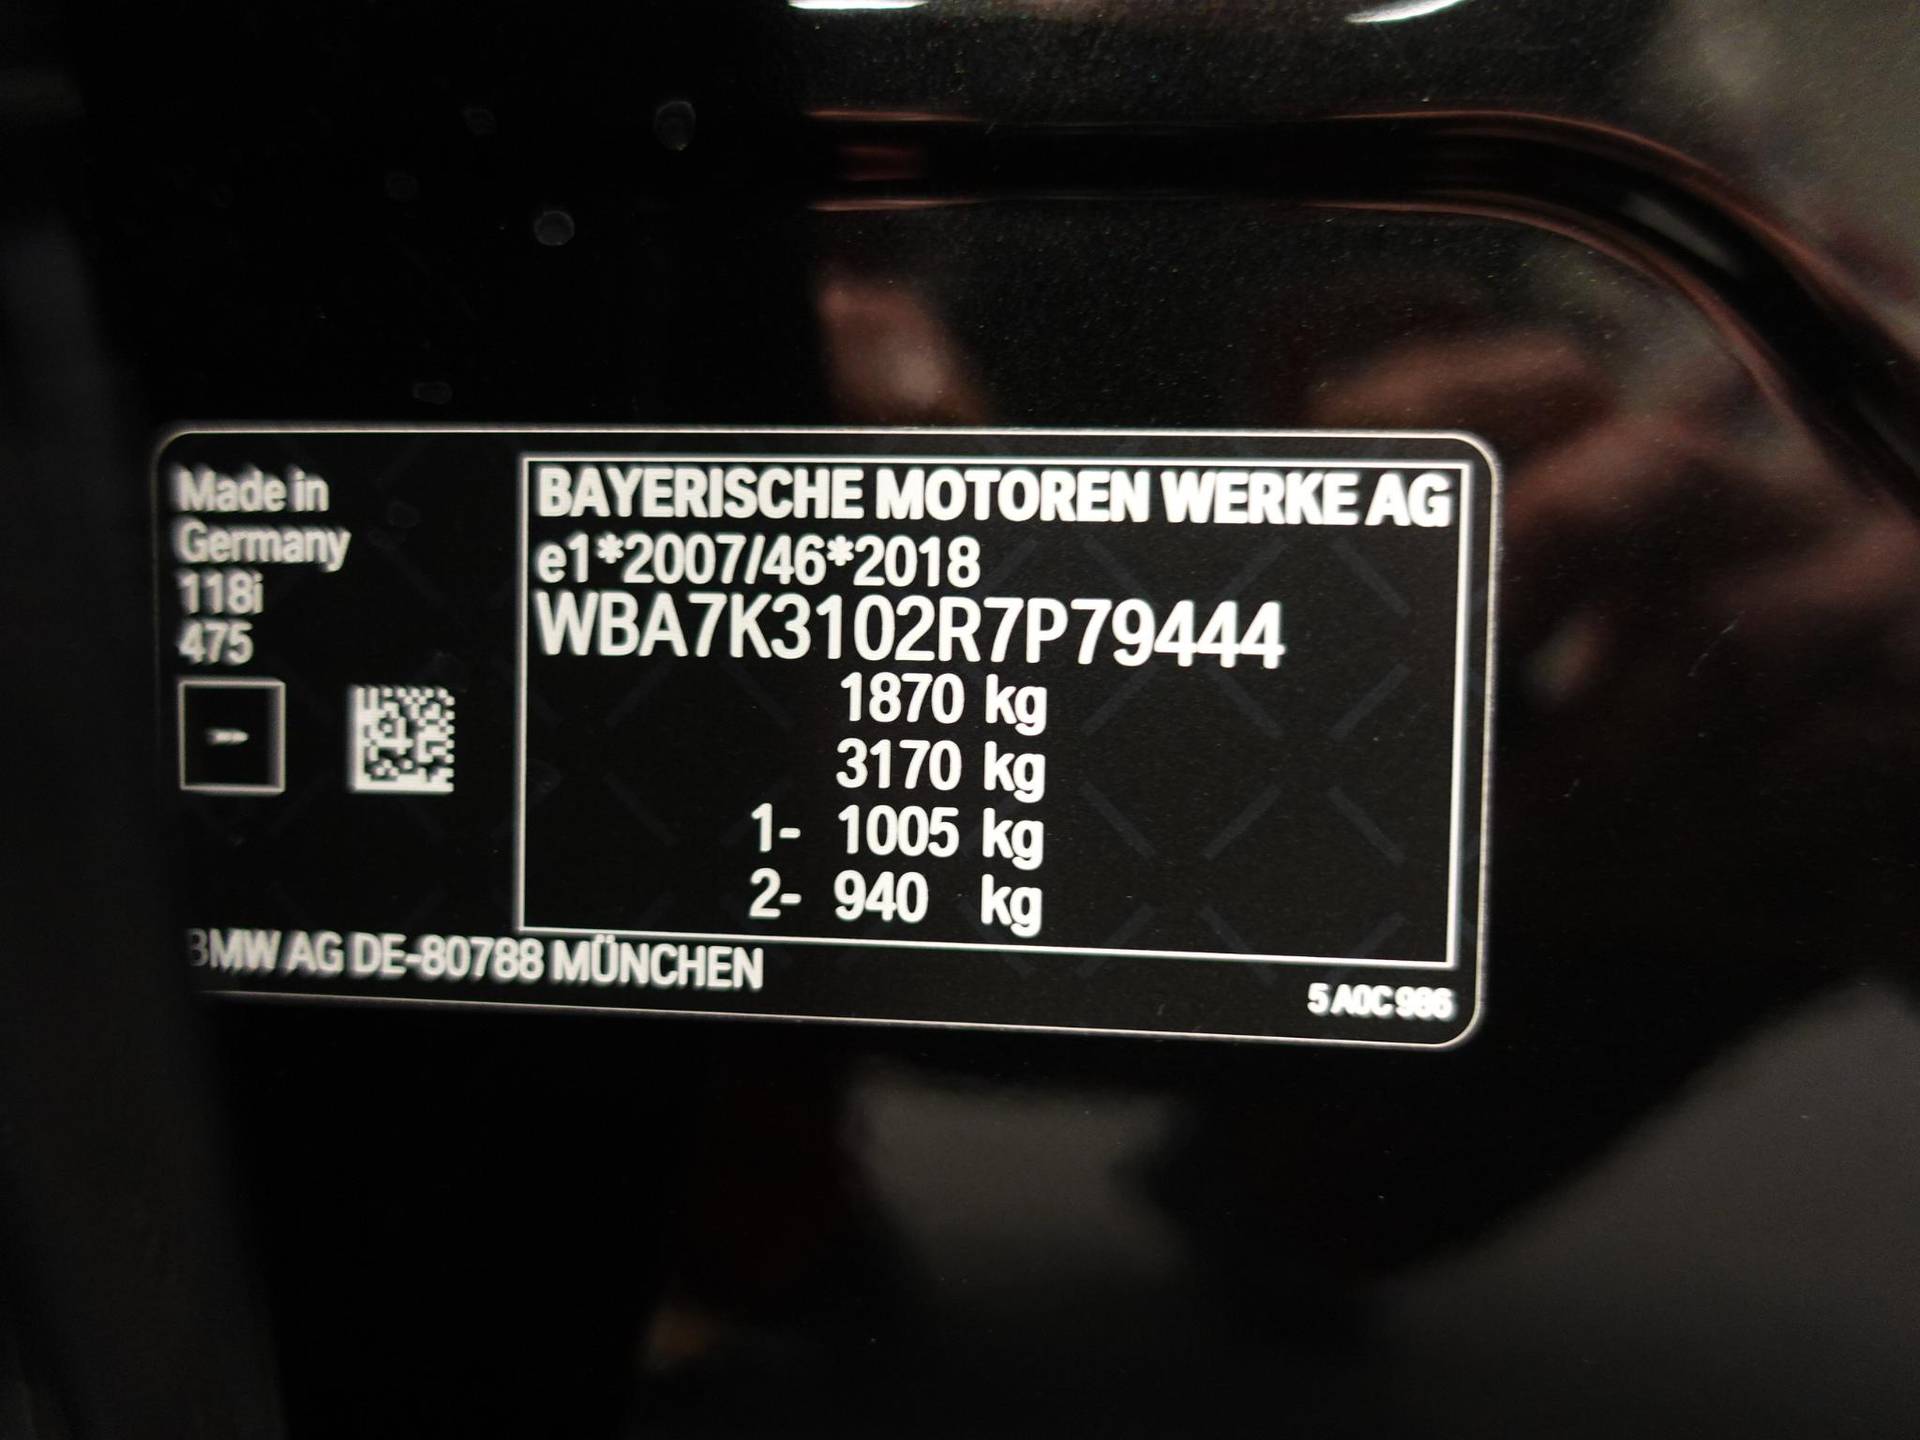 Made in
Germany
118i
475
BAYERISCHE MOTOREN WERKE AG
e1*2007/46*2018
WBA7K3102R7P79444
1870 kg
3170 kg
1- 1005 kg
2- 940 kg
BMW AG DE-80788 MÜNCHEN
5 A0C 986